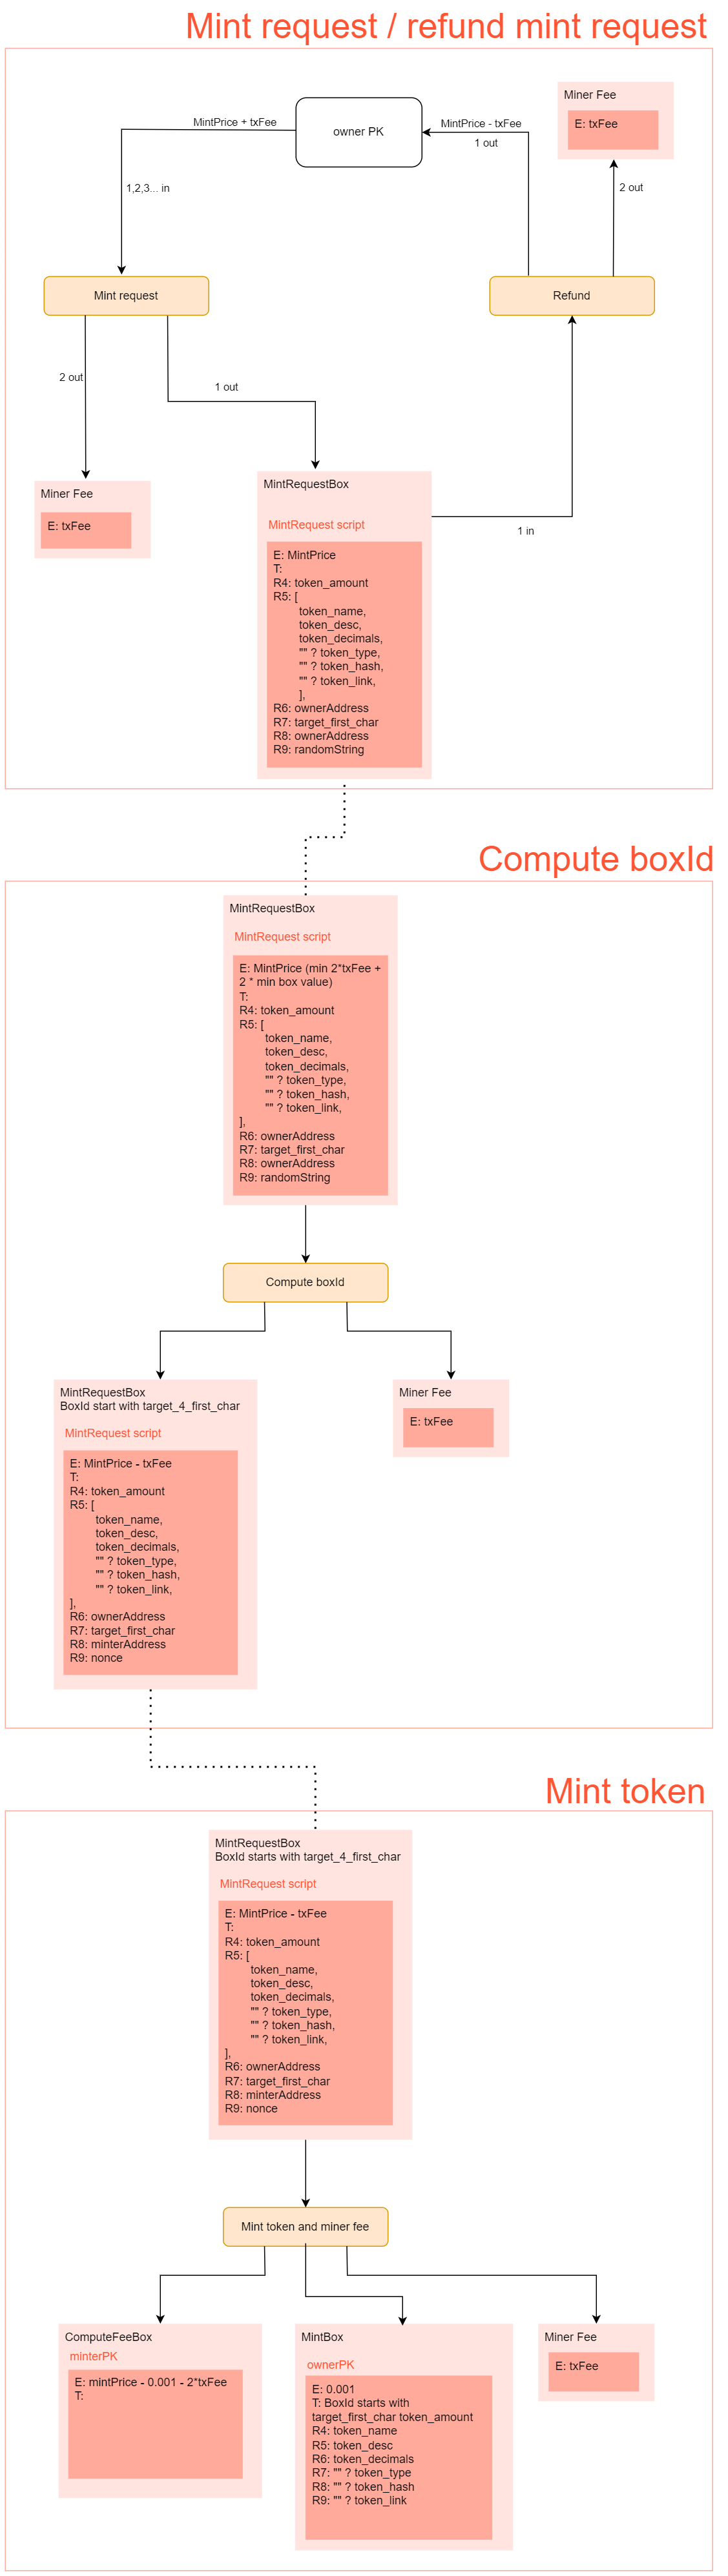 Mint request / refund mint request
Miner Fee
E: txFee
MintPrice + txFee
owner PK
MintPrice - txFee
1 out
1,2,3... in
2 out
Mint request
Refund
2 out
1 out
Miner Fee
E: txFee
MintRequestBox
MintRequest script
E: MintPrice
T:
R4: token_amount
R5: [
token_name,
token_desc,
token_decimals,
"" ? token_type,
"" ? token_hash,
"" ? token_link,
],
R6: ownerAddress
R7: target_first_char
R8: ownerAddress
R9: randomString
1 in
Compute boxId
MintRequestBox
MintRequest script
E: MintPrice (min 2*txFee +
2 * min box value)
T:
R4: token_amount
R5: [
token_name,
token_desc,
token_decimals,
"" ? token_type,
"" ? token_hash,
"" ? token_link,
],
R6: ownerAddress
R7: target_first_char
R8: ownerAddress
R9: randomString
Compute boxId
MintRequestBox
BoxId start with target_4_first_char
MintRequest script
E: MintPrice - txFee
T:
R4: token_amount
R5: [
token_name,
token_desc,
token_decimals,
"" ? token_type,
"" ? token_hash,
"" ? token_link,
],
R6: ownerAddress
R7: target_first_char
R8: minterAddress
R9: nonce
Miner Fee
E: txFee
Mint token
MintRequestBox
BoxId starts with target_4_first_char
MintRequest script
E: MintPrice - txFee
T:
R4: token_amount
R5: [
token_name,
token_desc,
token_decimals,
"" ? token_type,
"" ? token_hash,
"" ? token_link,
],
R6: ownerAddress
R7: target_first_char
R8: minterAddress
R9: nonce
Mint token and miner fee
ComputeFeeBox
minterPK
E: mintPrice - 0.001 - 2*txFee
T:
MintBox
ownerPK
E: 0.001
T: BoxId starts with
target_first_char token_amount
R4: token_name
R5: token_desc
R6: token_decimals
R7: "" ? token_type
R8: "" ? token_hash
R9: "" ? token_link
Miner Fee
E: txFee